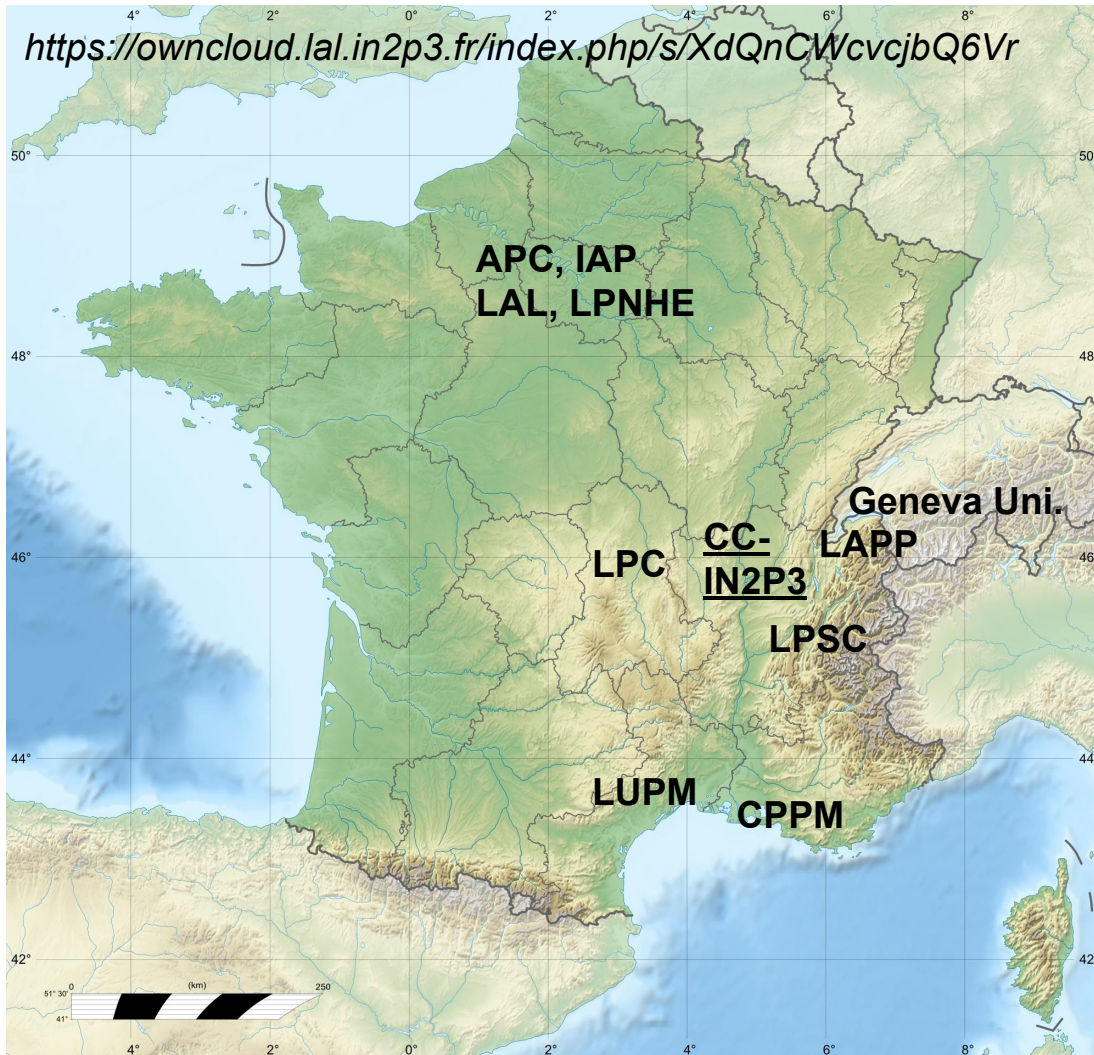 4° 2° 0° 2° 4° 6° 8°
https://owncloud.lal.in2p3.fr/index.php/s/XdQnCWcvcjbQ6Vr
50° 50°
APC, IAP
LAL, LPNHE
48° 48°
Geneva Uni.
CC-
LAPP
46° 46°
LPC
IN2P3
LPSC
44° 44°
LUPM
CPPM
42° 42°
0 (km) 250
51° 30'
41°
4° 2° 0° 2° 4° 6° 8°